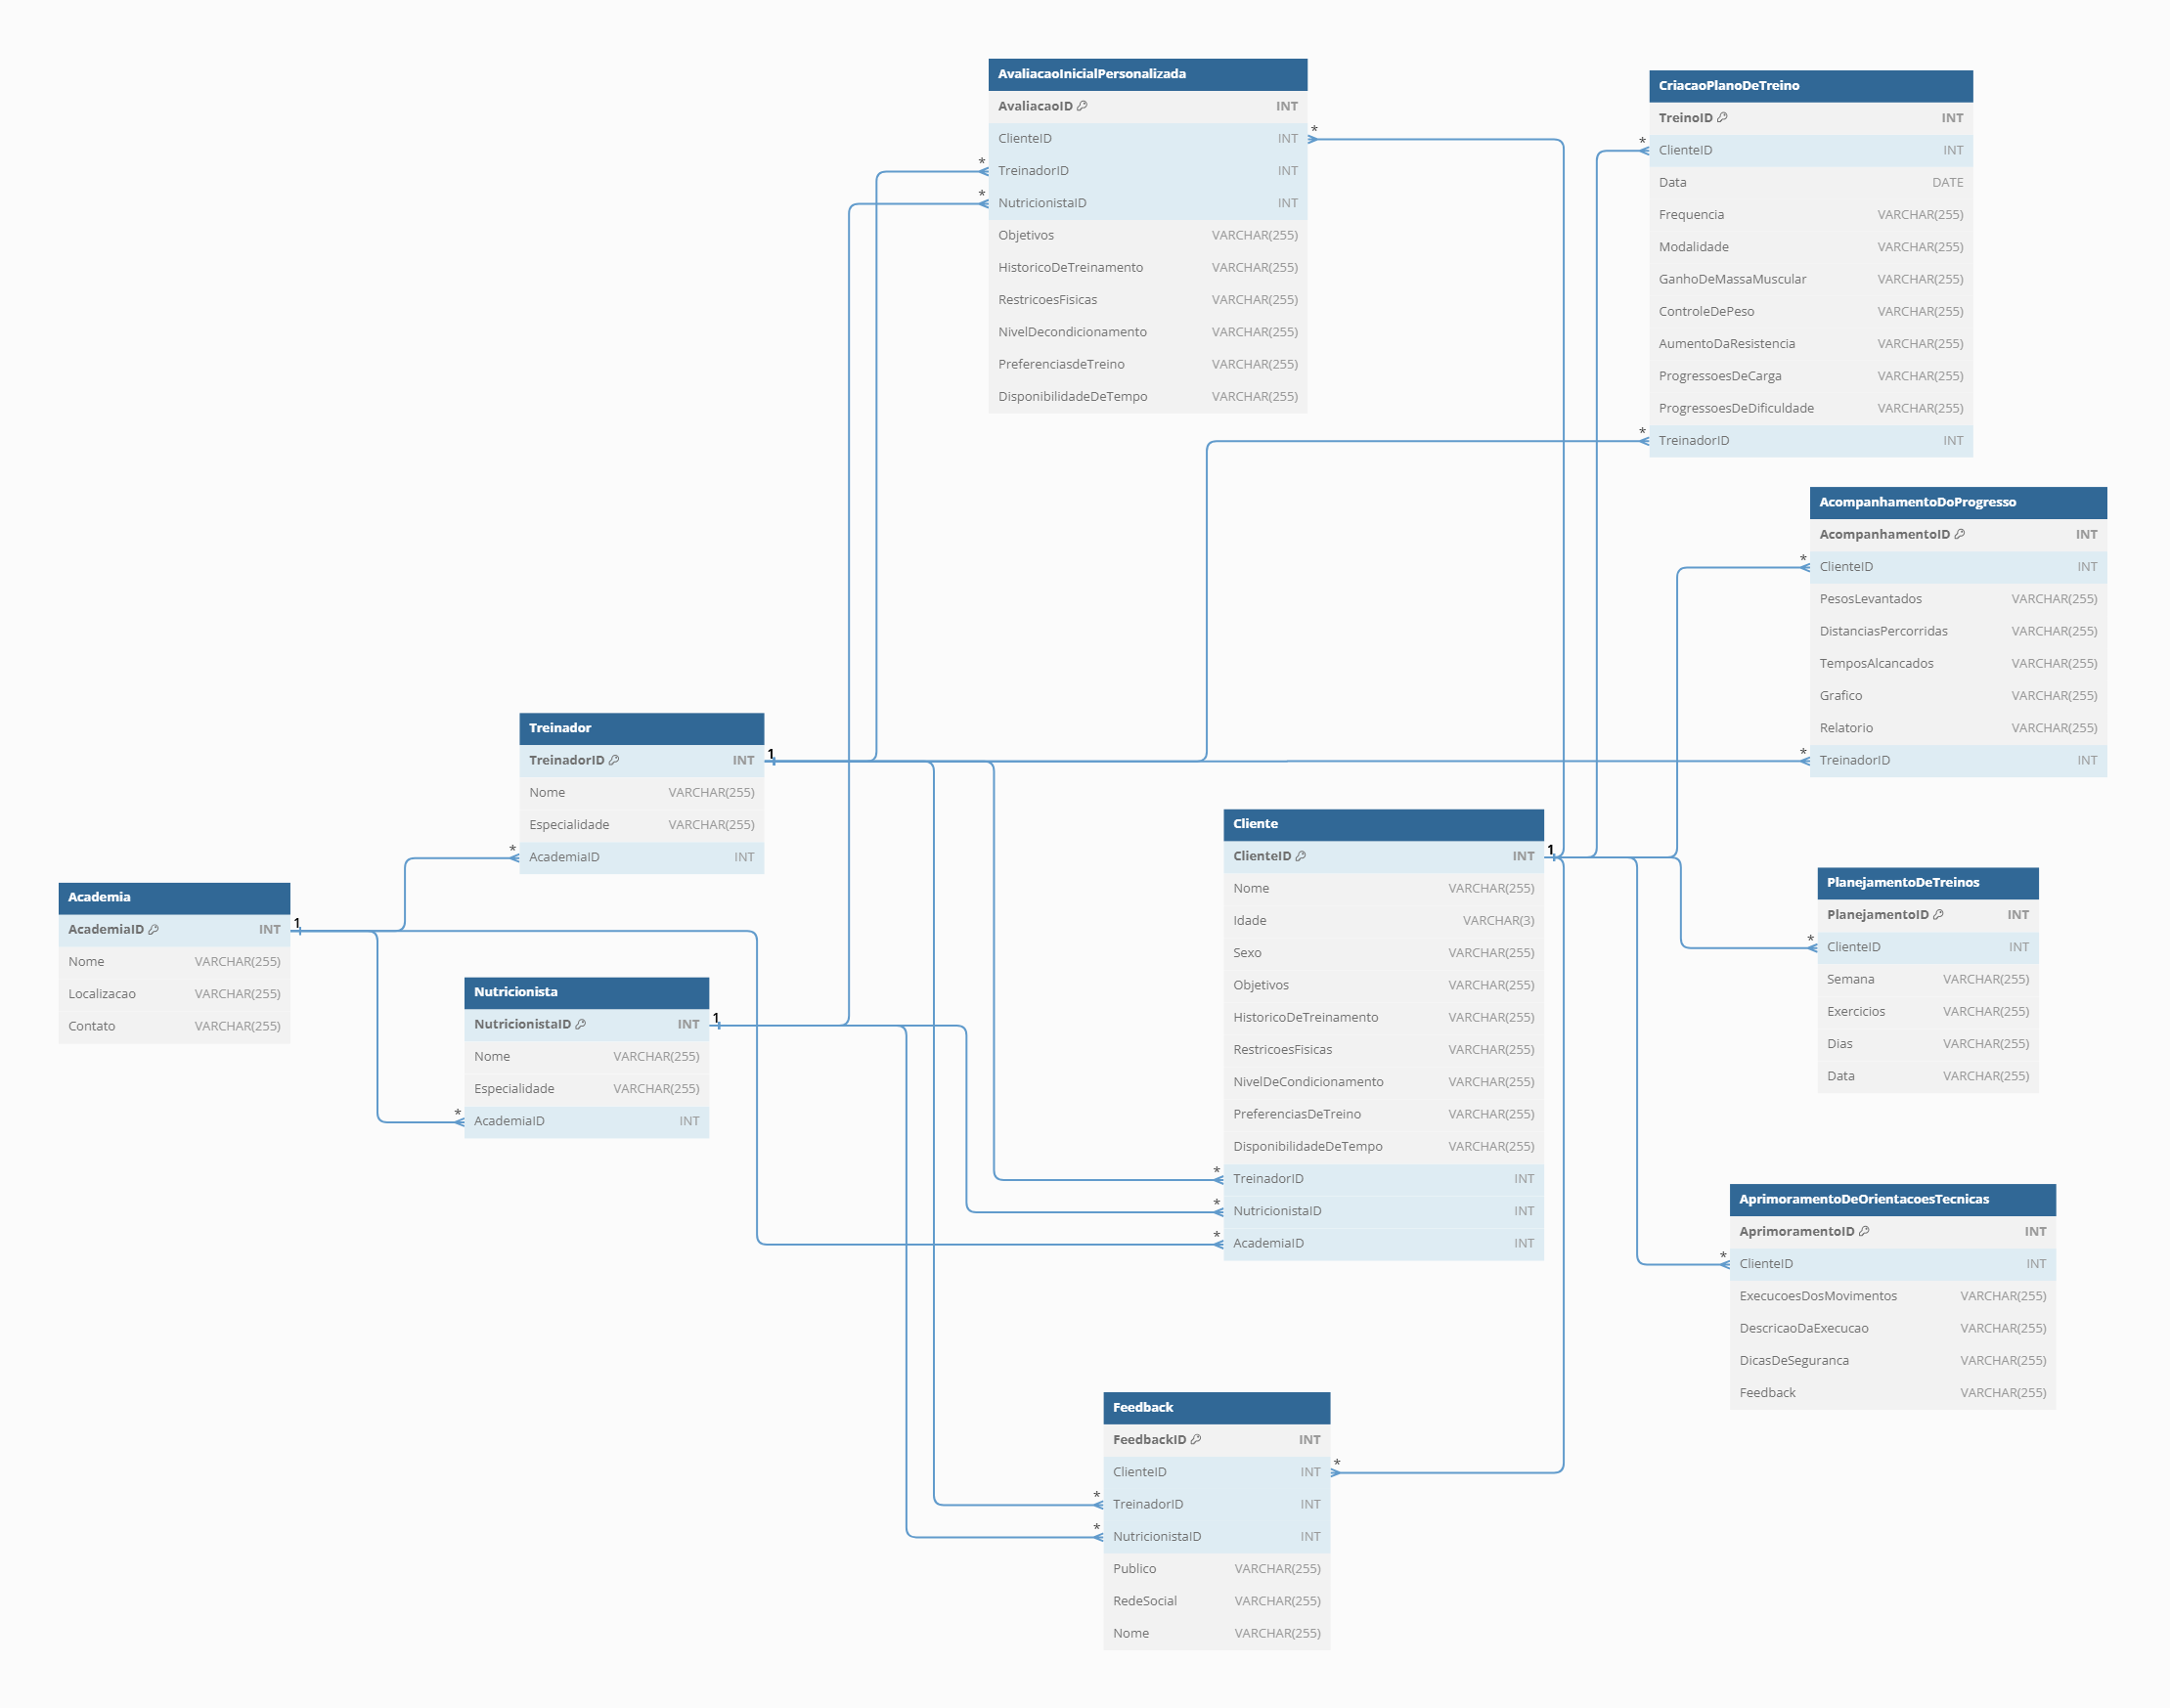 AvaliacaoInicialPersonalizada
AvaliacaoID INT
ClienteID INT *
* TreinadorID INT
* NutricionistaID INT
Objetivos VARCHAR(255)
HistoricoDeTreinamento VARCHAR(255)
RestricoesFisicas VARCHAR(255)
NivelDecondicionamento VARCHAR(255)
PreferenciasdeTreino VARCHAR(255)
DisponibilidadeDeTempo VARCHAR(255)
CriacaoPlanoDeTreino
TreinoID INT
* ClienteID INT
Data DATE
Frequencia VARCHAR(255)
Modalidade VARCHAR(255)
GanhoDeMassaMuscular VARCHAR(255)
ControleDePeso VARCHAR(255)
AumentoDaResistencia VARCHAR(255)
ProgressoesDeCarga VARCHAR(255)
ProgressoesDeDificuldade VARCHAR(255)
* TreinadorID INT
AcompanhamentoDoProgresso
AcompanhamentoID INT
* ClienteID INT
PesosLevantados VARCHAR(255)
DistanciasPercorridas VARCHAR(255)
TemposAlcancados VARCHAR(255)
Grafico VARCHAR(255)
Relatorio VARCHAR(255)
* TreinadorID INT
Treinador
TreinadorID INT 1
Nome VARCHAR(255)
Especialidade VARCHAR(255)
* AcademiaID INT
Academia
AcademiaID INT 1
Nome VARCHAR(255)
Localizacao VARCHAR(255)
Contato VARCHAR(255)
Nutricionista
NutricionistaID INT 1
Nome VARCHAR(255)
Especialidade VARCHAR(255)
* AcademiaID INT
Cliente
ClienteID INT 1
Nome VARCHAR(255)
Idade VARCHAR(3)
Sexo VARCHAR(255)
Objetivos VARCHAR(255)
HistoricoDeTreinamento VARCHAR(255)
RestricoesFisicas VARCHAR(255)
NivelDeCondicionamento VARCHAR(255)
PreferenciasDeTreino VARCHAR(255)
DisponibilidadeDeTempo VARCHAR(255)
* TreinadorID INT
* NutricionistaID INT
* AcademiaID INT
PlanejamentoDeTreinos
PlanejamentoID INT
* ClienteID INT
Semana VARCHAR(255)
Exercicios VARCHAR(255)
Dias VARCHAR(255)
Data VARCHAR(255)
AprimoramentoDeOrientacoesTecnicas
AprimoramentoID INT
* ClienteID INT
ExecucoesDosMovimentos VARCHAR(255)
DescricaoDaExecucao VARCHAR(255)
DicasDeSeguranca VARCHAR(255)
Feedback VARCHAR(255)
Feedback
FeedbackID INT
ClienteID INT *
* TreinadorID INT
* NutricionistaID INT
Publico VARCHAR(255)
RedeSocial VARCHAR(255)
Nome VARCHAR(255)